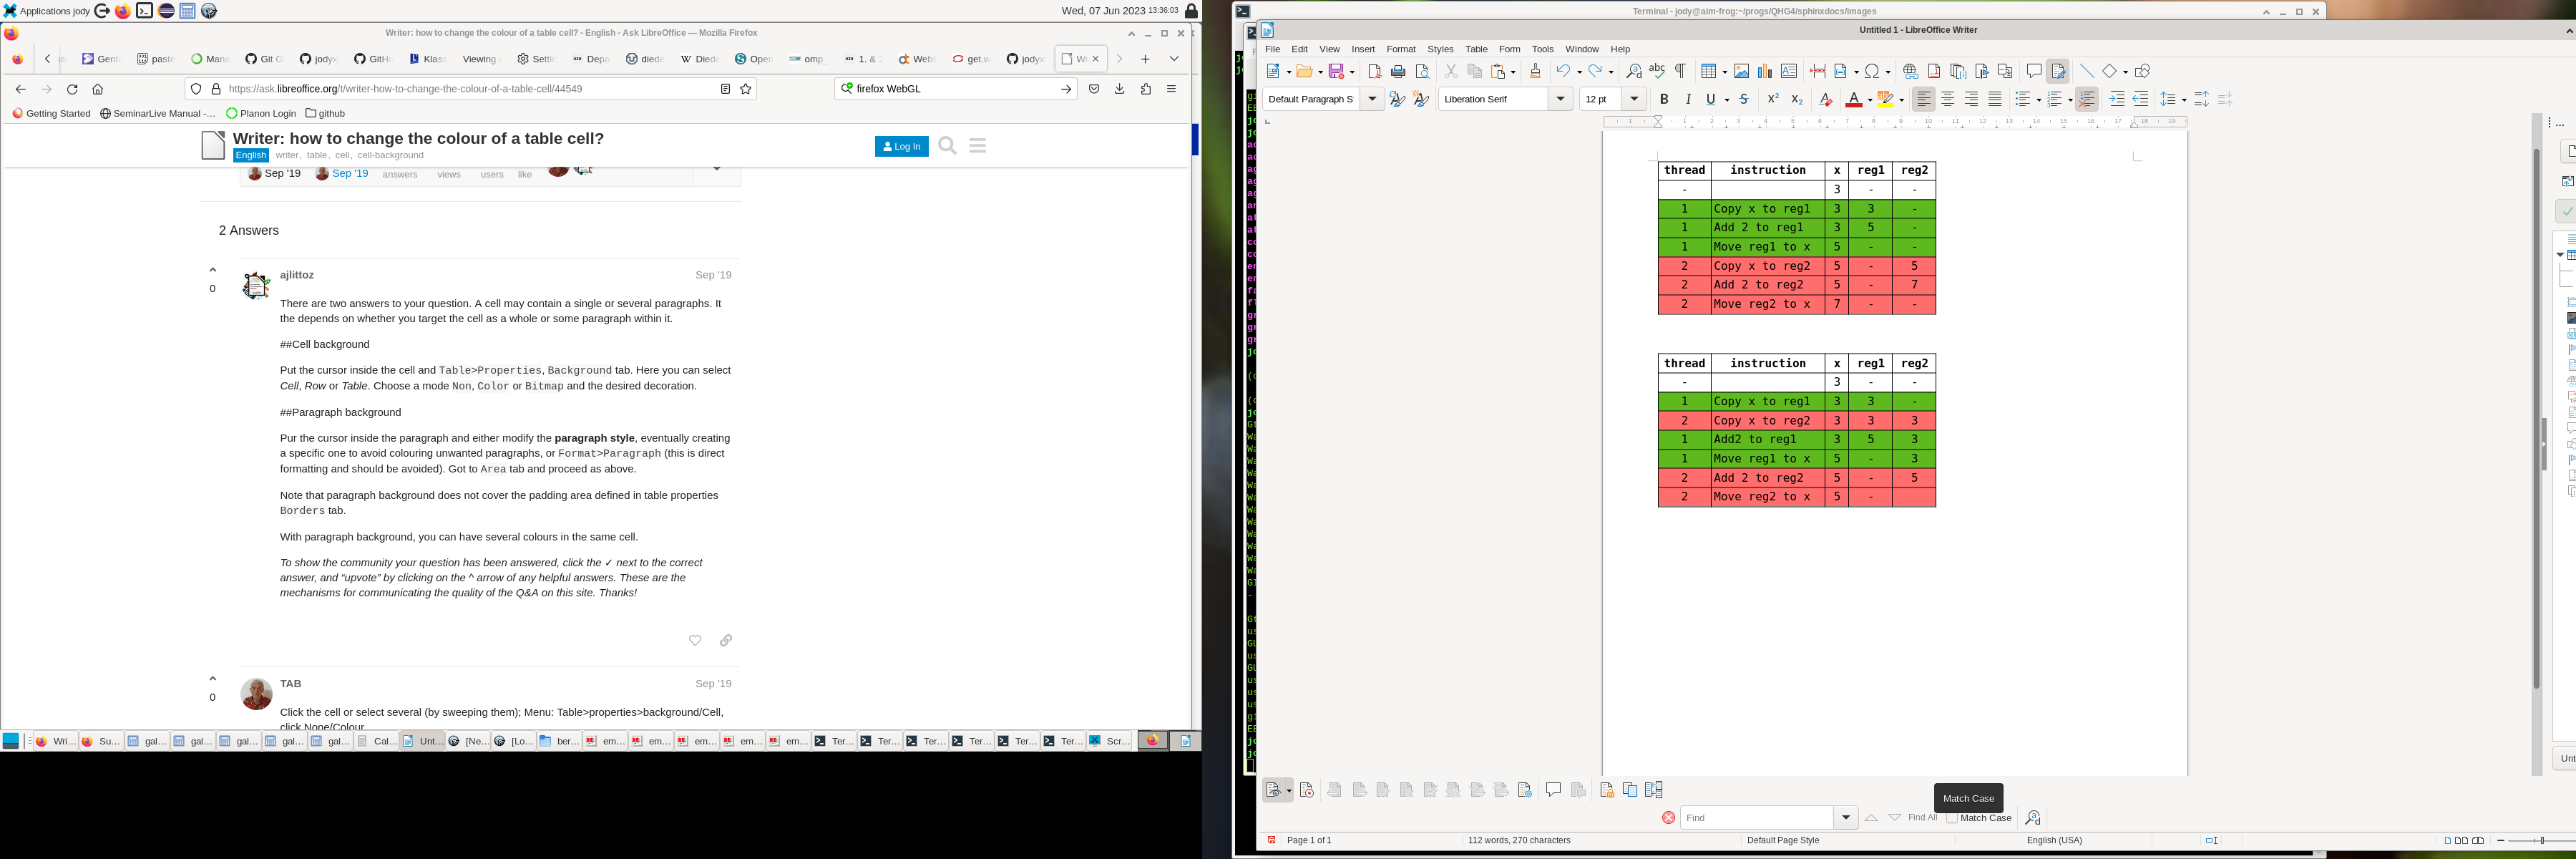 Applications jody
Wed, 07 Jun 2023 13:36:03
Writer: how to change the colour of a table cell? - English - Ask LibreOffice — Mozilla Firefox
https://ask.libreoffice.org/t/writer-how-to-change-the-colour-of-a-table-cell/44549
firefox WebGL
Getting Started SeminarLive Manual -... Planon Login github
Writer: how to change the colour of a table cell?
English writer, table, cell, cell-background
Log In
Sep '19 Sep '19 answers views users like
2 Answers
ajlittoz Sep '19
0
There are two answers to your question. A cell may contain a single or several paragraphs. It
the depends on whether you target the cell as a whole or some paragraph within it.
##Cell background
Put the cursor inside the cell and Table>Properties, Background tab. Here you can select
Cell, Row or Table. Choose a mode Non, Color or Bitmap and the desired decoration.
##Paragraph background
Pur the cursor inside the paragraph and either modify the paragraph style, eventually creating
a specific one to avoid colouring unwanted paragraphs, or Format>Paragraph (this is direct
formatting and should be avoided). Got to Area tab and proceed as above.
Note that paragraph background does not cover the padding area defined in table properties
Borders tab.
With paragraph background, you can have several colours in the same cell.
To show the community your question has been answered, click the ✓ next to the correct
answer, and “upvote” by clicking on the ^ arrow of any helpful answers. These are the
mechanisms for communicating the quality of the Q&A on this site. Thanks!
TAB Sep '19
0
Click the cell or select several (by sweeping them); Menu: Table>properties>background/Cell,
click None/Colour
Wri... Su... gal... gal... gal... gal... gal... Cal... Unt... [Ne... [Lo... ber... em... em... em... em... em... Ter... Ter... Ter... Ter... Ter... Ter... Scr...
Terminal - jody@aim-frog:~/progs/QHG4/sphinxdocs/images
Untitled 1 - LibreOffice Writer
File Edit View Insert Format Styles Table Form Tools Window Help
Default Paragraph S Liberation Serif 12 pt
thread instruction x reg1 reg2
- 3 - -
1 Copy x to reg1 3 3 -
1 Add 2 to reg1 3 5 -
1 Move reg1 to x 5 - -
2 Copy x to reg2 5 - 5
2 Add 2 to reg2 5 - 7
2 Move reg2 to x 7 - -
thread instruction x reg1 reg2
- 3 - -
1 Copy x to reg1 3 3 -
2 Copy x to reg2 3 3 3
1 Add2 to reg1 3 5 3
1 Move reg1 to x 5 - 3
2 Add 2 to reg2 5 - 5
2 Move reg2 to x 5 -
Match Case
Find Find All Match Case
Page 1 of 1 112 words, 270 characters Default Page Style English (USA)